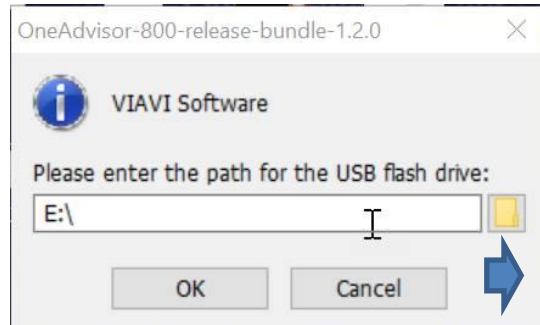 OneAdvisor-800-release-bundle-1.2.0
VIAVI Software
Please enter the path for the USB flash drive:
E:\
OK Cancel